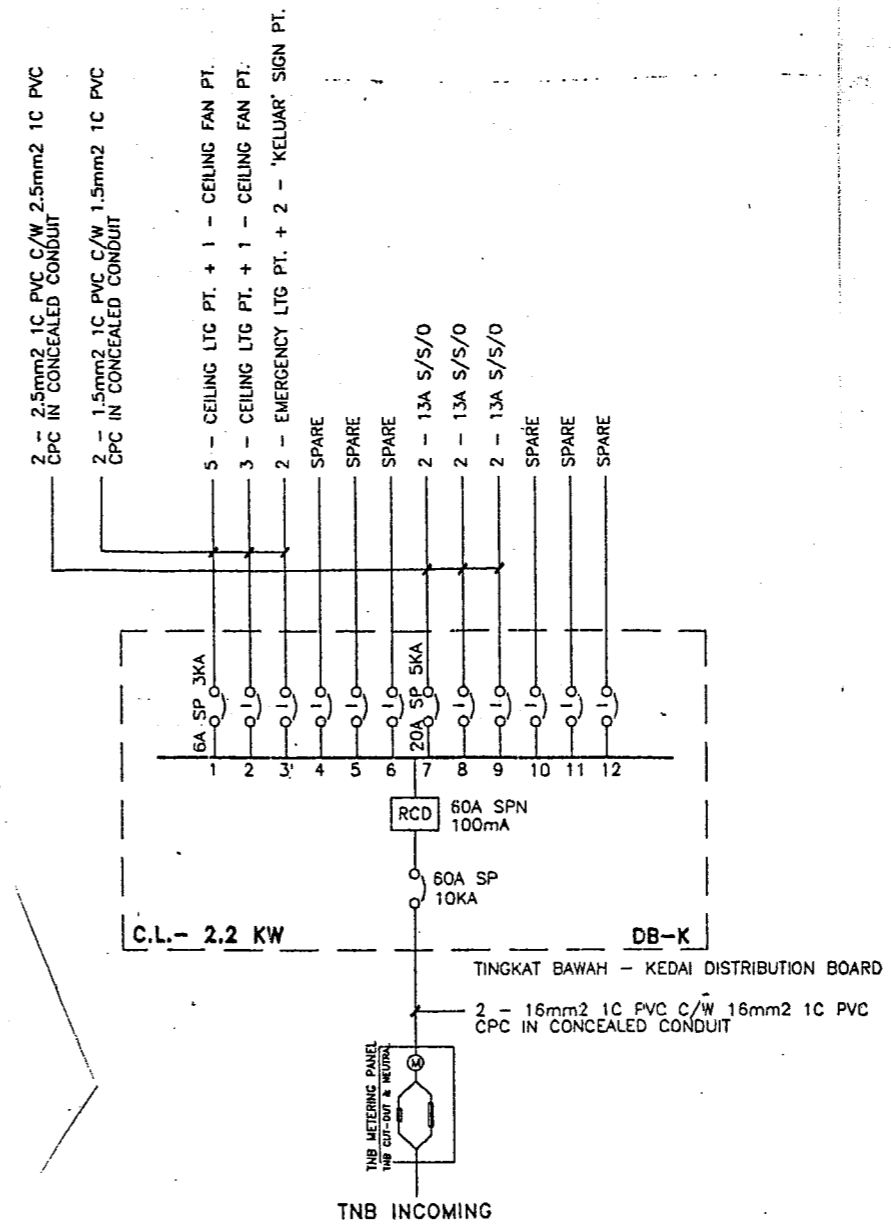 2 - 2.5mm2 1C PVC C/W 2.5mm2 1C PVC
CPC IN CONCEALED CONDUIT
2 - 1.5mm2 1C PVC C/W 1.5mm2 1C PVC
CPC IN CONCEALED CONDUIT
5 - CEILING LTG PT. + 1 - CEILING FAN PT.
3 - CEILING LTG PT. + 1 - CEILING FAN PT.
2 - EMERGENCY LTG PT. + 2 - 'KELUAR' SIGN PT.
SPARE
SPARE
SPARE
2 - 13A S/S/O
2 - 13A S/S/O
2 - 13A S/S/O
SPARE
SPARE
SPARE
6A SP 3KA
20A SP 5KA
1 2 3 4 5 6 7 8 9 10 11 12
RCD
60A SPN
100mA
60A SP
10KA
C.L.- 2.2 KW
DB-K
TINGKAT BAWAH - KEDAI DISTRIBUTION BOARD
2 - 16mm2 1C PVC C/W 16mm2 1C PVC
CPC IN CONCEALED CONDUIT
TNB METERING PANEL
TNB CUT-OUT & NEUTRAL
M
TNB INCOMING